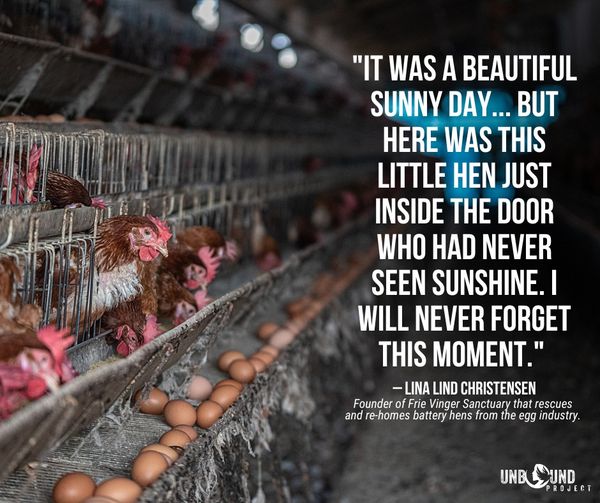 "IT WAS A BEAUTIFUL
SUNNY DAY... BUT
HERE WAS THIS
LITTLE HEN JUST
INSIDE THE DOOR
WHO HAD NEVER
SEEN SUNSHINE. I
WILL NEVER FORGET
THIS MOMENT."
– LINA LIND CHRISTENSEN
Founder of Frie Vinger Sanctuary that rescues
and re-homes battery hens from the egg industry.
UNBOUND
PROJECT